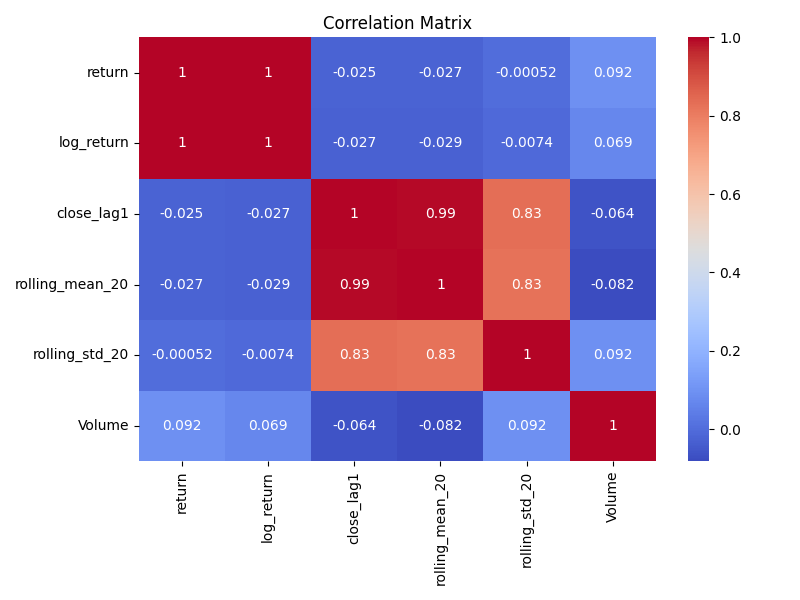 Correlation Matrix
return 1 1 -0.025 -0.027 -0.00052 0.092
log_return 1 1 -0.027 -0.029 -0.0074 0.069
close_lag1 -0.025 -0.027 1 0.99 0.83 -0.064
rolling_mean_20 -0.027 -0.029 0.99 1 0.83 -0.082
rolling_std_20 -0.00052 -0.0074 0.83 0.83 1 0.092
Volume 0.092 0.069 -0.064 -0.082 0.092 1
return log_return close_lag1 rolling_mean_20 rolling_std_20 Volume
1.0
0.8
0.6
0.4
0.2
0.0